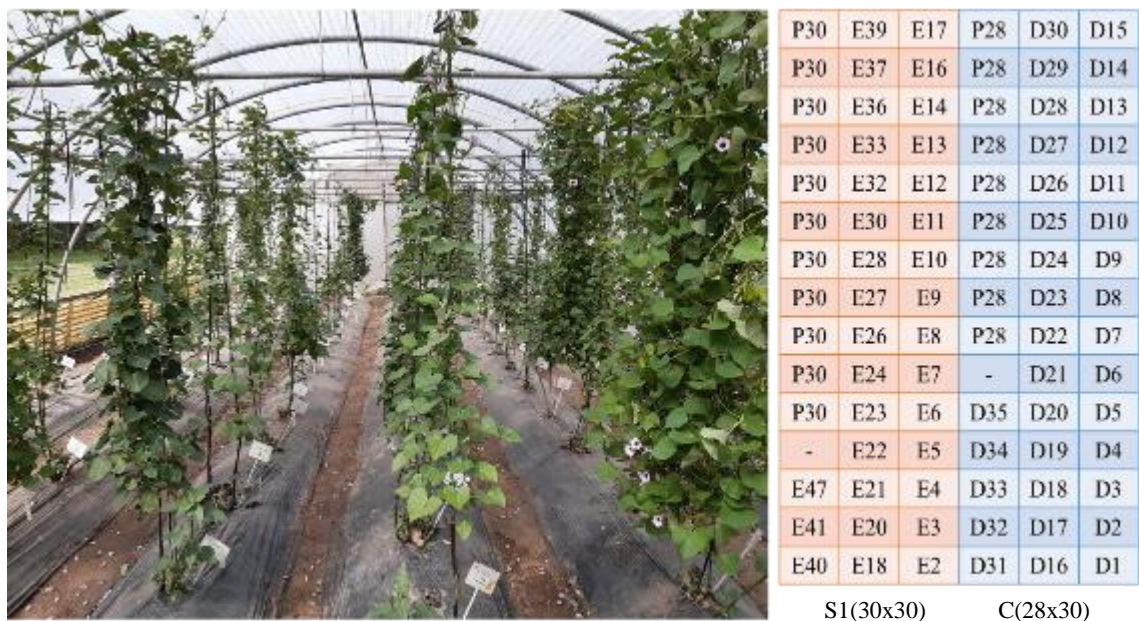 P30 E39 E17 P28 D30 D15
P30 E37 E16 P28 D29 D14
P30 E36 E14 P28 D28 D13
P30 E33 E13 P28 D27 D12
P30 E32 E12 P28 D26 D11
P30 E30 E11 P28 D25 D10
P30 E28 E10 P28 D24 D9
P30 E27 E9 P28 D23 D8
P30 E26 E8 P28 D22 D7
P30 E24 E7 - D21 D6
P30 E23 E6 D35 D20 D5
- E22 E5 D34 D19 D4
E47 E21 E4 D33 D18 D3
E41 E20 E3 D32 D17 D2
E40 E18 E2 D31 D16 D1
S1(30x30) C(28x30)